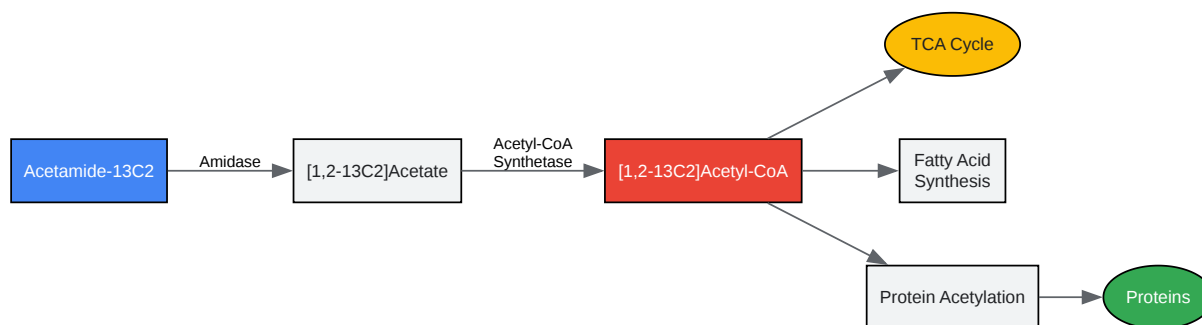 TCA Cycle
Acetamide-13C2
Amidase
[1,2-13C2]Acetate
Acetyl-CoA
Synthetase
[1,2-13C2]Acetyl-CoA
Fatty Acid
Synthesis
Protein Acetylation
Proteins